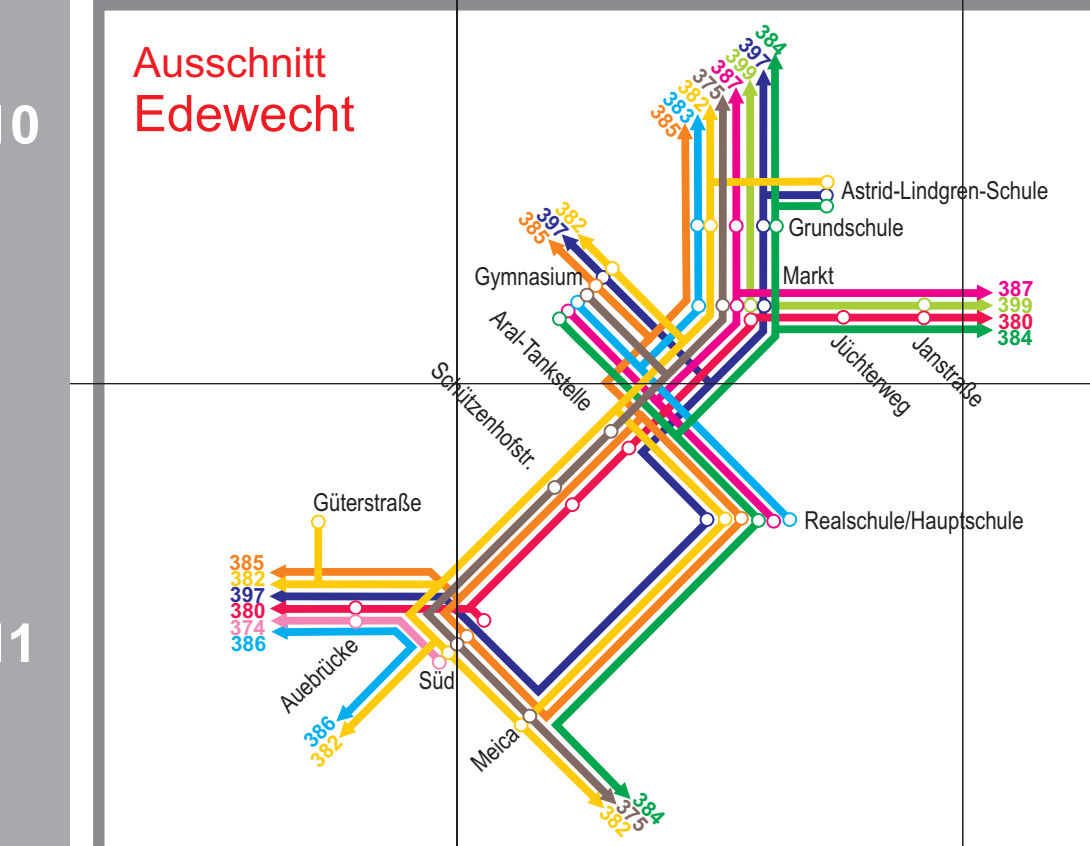 Ausschnitt
Edewecht
10
11
384
397
399
387
375
382
383
385
Astrid-Lindgren-Schule
Grundschule
382
397
385
Gymnasium
Markt
387
399
380
384
Aral-Tankstelle
Jüchterweg
Janstraße
Schützenhofstr.
Güterstraße
Realschule/Hauptschule
385
382
397
380
374
386
Auebrücke
Süd
386
382
Meica
384
375
382